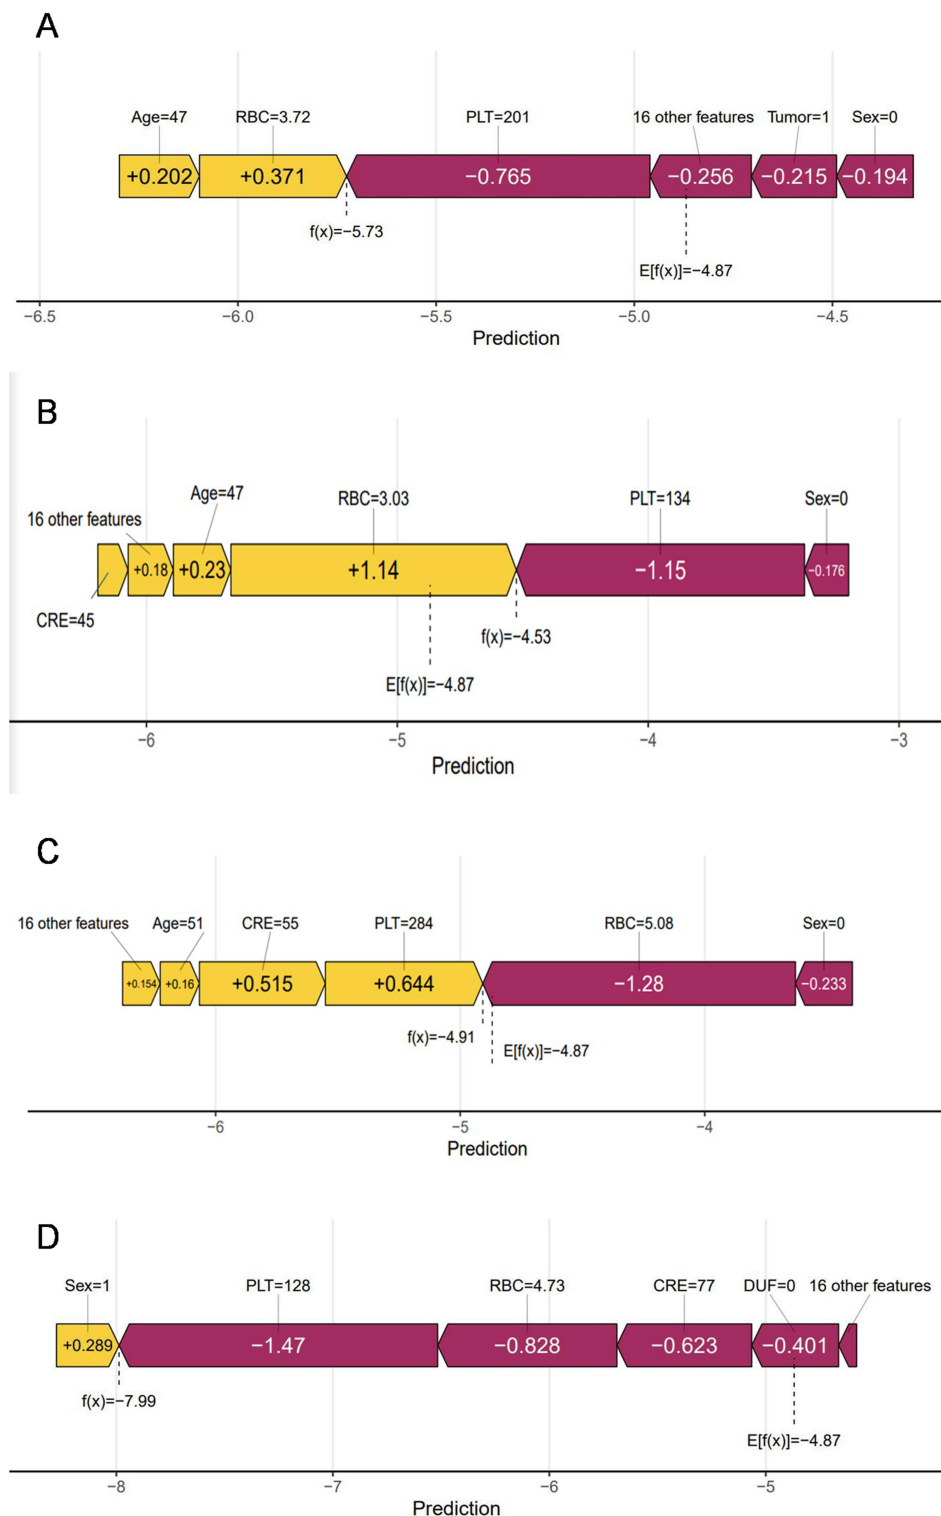 A
Age=47 RBC=3.72 PLT=201 16 other features Tumor=1 Sex=0
+0.202 +0.371 −0.765 −0.256 −0.215 −0.194
f(x)=−5.73
E[f(x)]=−4.87
−6.5 −6.0 −5.5 −5.0 −4.5
Prediction
B
Age=47
RBC=3.03 PLT=134 Sex=0
16 other features
+0.18 +0.23 +1.14 −1.15 −0.176
CRE=45
f(x)=−4.53
E[f(x)]=−4.87
−6 −5 −4 −3
Prediction
C
16 other features Age=51 CRE=55 PLT=284 RBC=5.08 Sex=0
+0.154 +0.16 +0.515 +0.644 −1.28 −0.233
f(x)=−4.91
E[f(x)]=−4.87
−6 −5 −4
Prediction
D
Sex=1 PLT=128 RBC=4.73 CRE=77 DUF=0 16 other features
+0.289 −1.47 −0.828 −0.623 −0.401
f(x)=−7.99
E[f(x)]=−4.87
−8 −7 −6 −5
Prediction